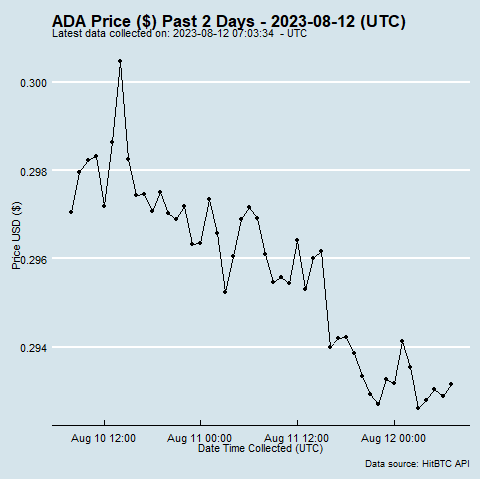 ADA Price ($) Past 2 Days - 2023-08-12 (UTC)
Latest data collected on: 2023-08-12 07:03:34 - UTC
0.300
0.298
0.296
0.294
Price USD ($)
Aug 10 12:00
Aug 11 00:00
Aug 11 12:00
Aug 12 00:00
Date Time Collected (UTC)
Data source: HitBTC API